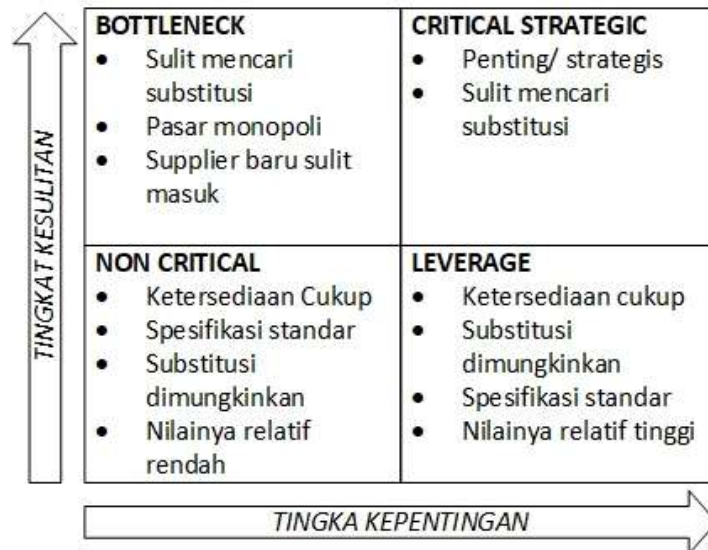 TINGKAT KESULITAN
BOTTLENECK
• Sulit mencari
substitusi
• Pasar monopoli
• Supplier baru sulit
masuk
CRITICAL STRATEGIC
• Penting/ strategis
• Sulit mencari
substitusi
NON CRITICAL
• Ketersediaan Cukup
• Spesifikasi standar
• Substitusi
dimungkinkan
• Nilainya relatif
rendah
LEVERAGE
• Ketersediaan cukup
• Substitusi
dimungkinkan
• Spesifikasi standar
• Nilainya relatif tinggi
TINGKA KEPENTINGAN